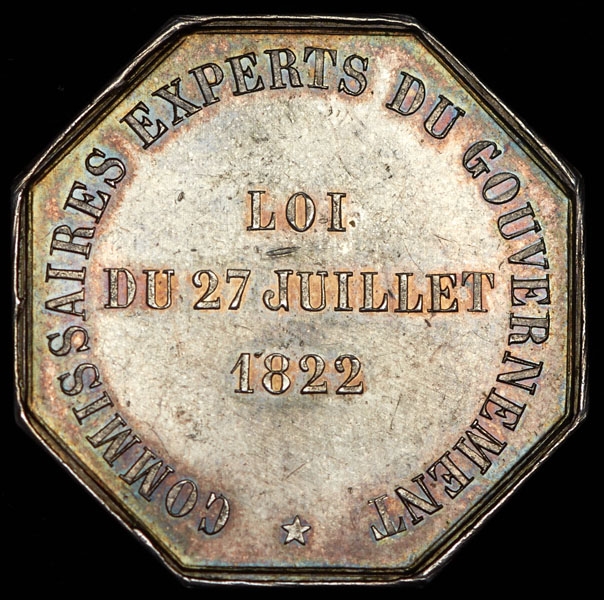 COMMISSAIRES EXPERTS DU GOUVERNEMENT
LOI
DU 27 JUILLET
1822